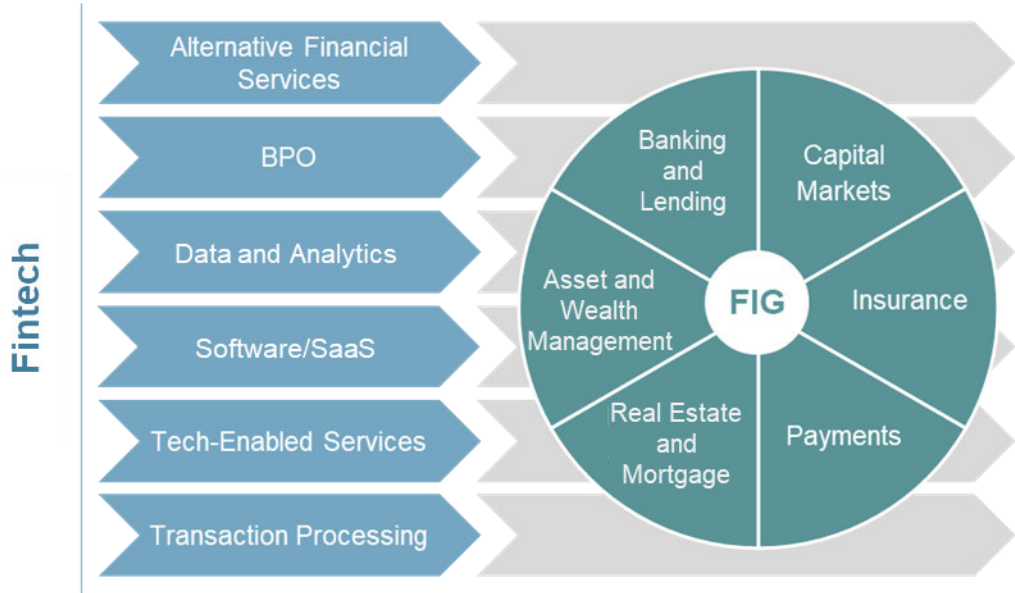 Fintech
Alternative Financial
Services
BPO
Data and Analytics
Software/SaaS
Tech-Enabled Services
Transaction Processing
Banking
and
Lending
Capital
Markets
Asset and
Wealth
Management
FIG
Insurance
Real Estate
and
Mortgage
Payments